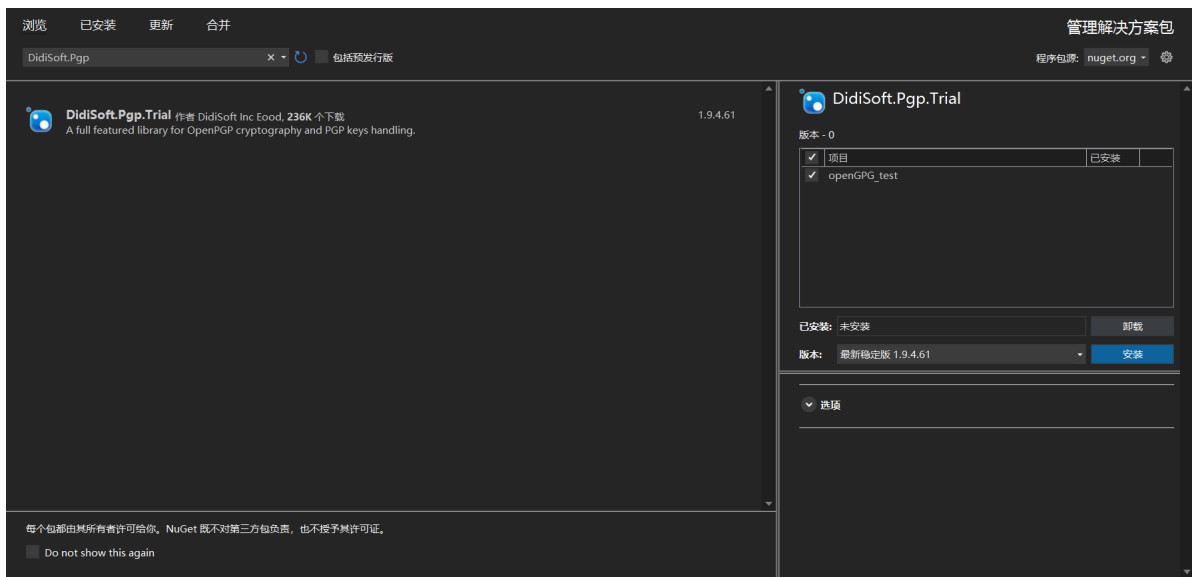 浏览 已安装 更新 合并 管理解决方案包
DidiSoft.Pgp 包括预发行版 程序包源: nuget.org
DidiSoft.Pgp.Trial 作者 DidiSoft Inc Eood, 236K 个下载 1.9.4.61
A full featured library for OpenPGP cryptography and PGP keys handling.
DidiSoft.Pgp.Trial
版本 - 0
项目 已安装
openGPG_test
已安装: 未安装 卸载
版本: 最新稳定版 1.9.4.61 安装
选项
每个包都由其所有者许可给你。NuGet 既不对第三方包负责，也不授予其许可证。
Do not show this again